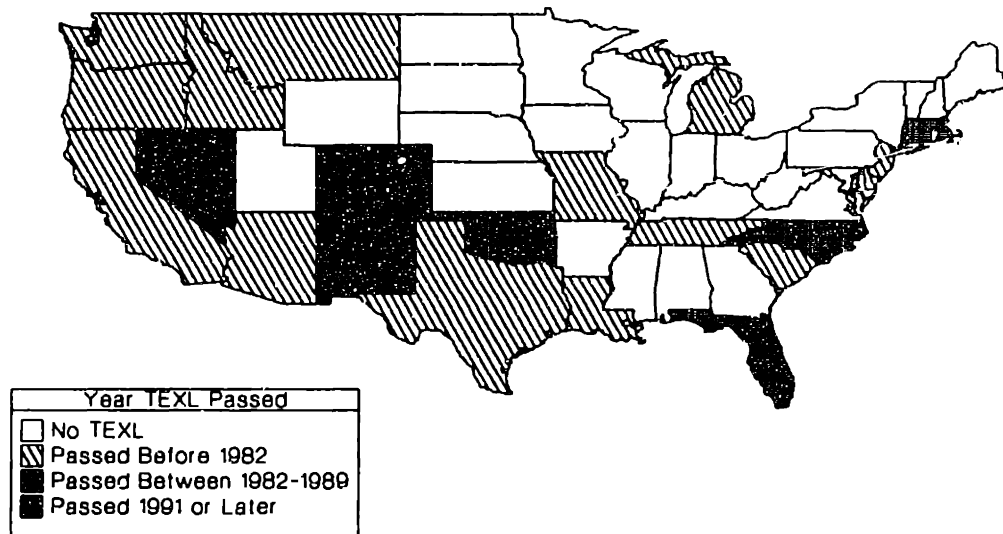 Year TEXL Passed
No TEXL
Passed Before 1982
Passed Between 1982-1989
Passed 1991 or Later